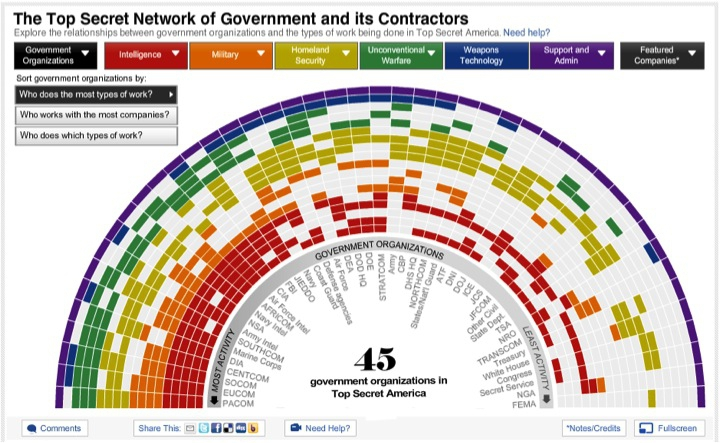 The Top Secret Network of Government and its Contractors
Explore the relationships between government organizations and the types of work being done in Top Secret America. Need help?
Government Organizations
Intelligence
Military
Homeland Security
Unconventional Warfare
Weapons Technology
Support and Admin
Featured Companies*
Sort government organizations by:
Who does the most types of work?
Who works with the most companies?
Who does which types of work?
GOVERNMENT ORGANIZATIONS
MOST ACTIVITY
LEAST ACTIVITY
PACOM
EUCOM
SOCOM
CENTCOM
DIA
Marine Corps
SOUTHCOM
Army Intel
NSA
Navy Intel
AFRICOM
Air Force Intel
CIA
FBI
JIEDDO
Navy
Coast Guard
Defense agencies
Air Force
DEA
DOD HQ
DOE
STRATCOM
Army
CBP
DHS HQ
NORTHCOM
States/Nat'l Guard
ATF
DNI
DOJ
ICE
JCS
JFCOM
Other Civil
State Dept.
TSA
NRO
TRANSCOM
Treasury
White House
Congress
Secret Service
NGA
FEMA
45
government organizations in
Top Secret America
Comments
Share This:
Need Help?
*Notes/Credits
Fullscreen